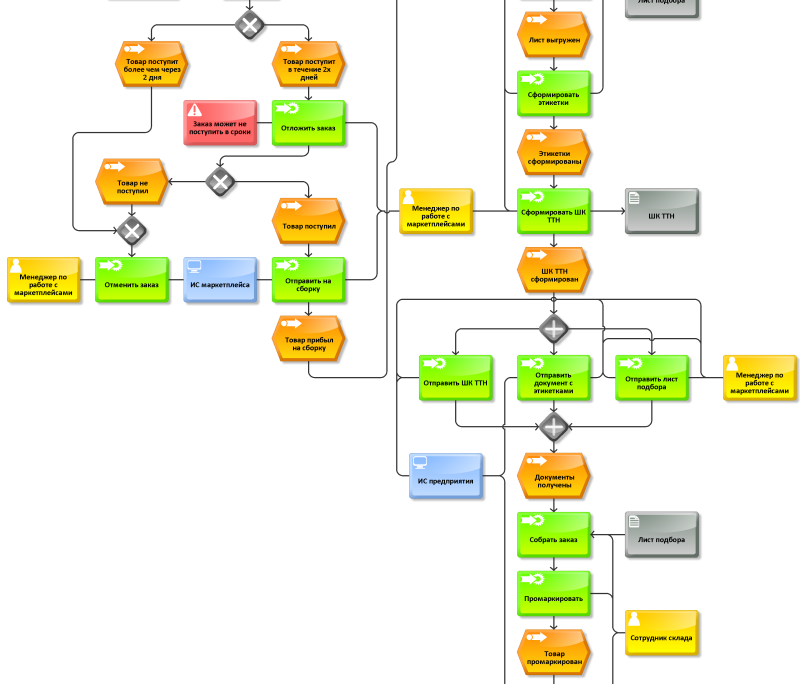 Лист подбора
Лист выгружен
Товар поступит
более чем через
2 дня
Товар поступит
в течение 2х
дней
Сформировать
этикетки
Заказ может не
поступить в сроки
Отложить заказ
Этикетки
сформированы
Товар не
поступил
Товар поступил
Менеджер по
работе с
маркетплейсами
Сформировать ШК
ТТН
ШК ТТН
Менеджер по
работе с
маркетплейсами
Отменить заказ
ИС маркетплейса
Отправить на
сборку
ШК ТТН
сформирован
Товар прибыл
на сборку
Отправить ШК ТТН
Отправить
документ с
этикетками
Отправить лист
подбора
Менеджер по
работе с
маркетплейсами
ИС предприятия
Документы
получены
Собрать заказ
Лист подбора
Промаркировать
Сотрудник склада
Товар
промаркирован